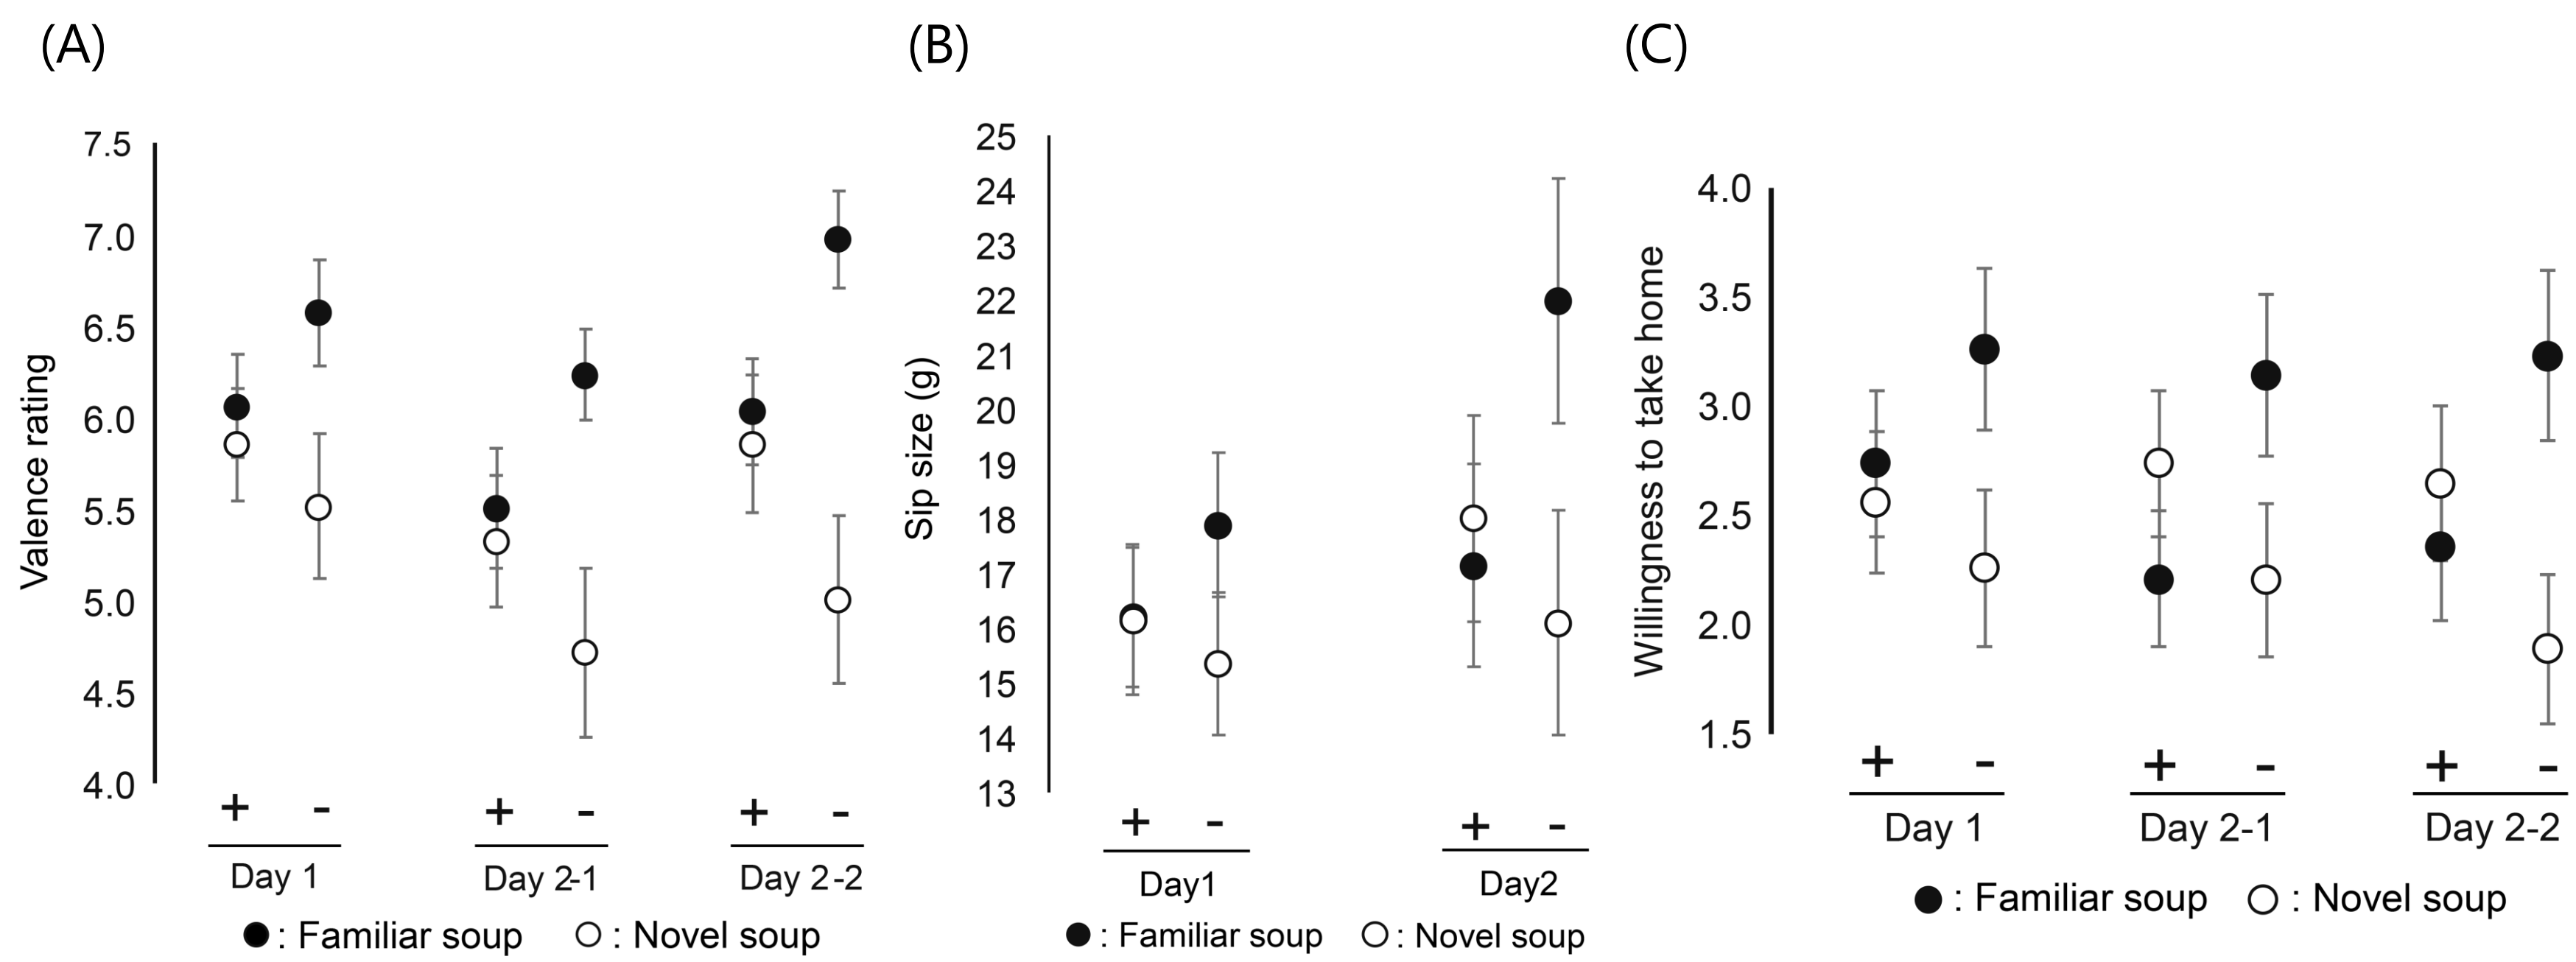 (A)
(B)
(C)
Valence rating
7.5
7.0
6.5
6.0
5.5
5.0
4.5
4.0
+ - + - + -
Day 1 Day 2-1 Day 2-2
● : Familiar soup ○ : Novel soup
Sip size (g)
25
24
23
22
21
20
19
18
17
16
15
14
13
+ - + -
Day1 Day2
● : Familiar soup ○ : Novel soup
Willingness to take home
4.0
3.5
3.0
2.5
2.0
1.5
+ - + - + -
Day 1 Day 2-1 Day 2-2
● : Familiar soup ○ : Novel soup